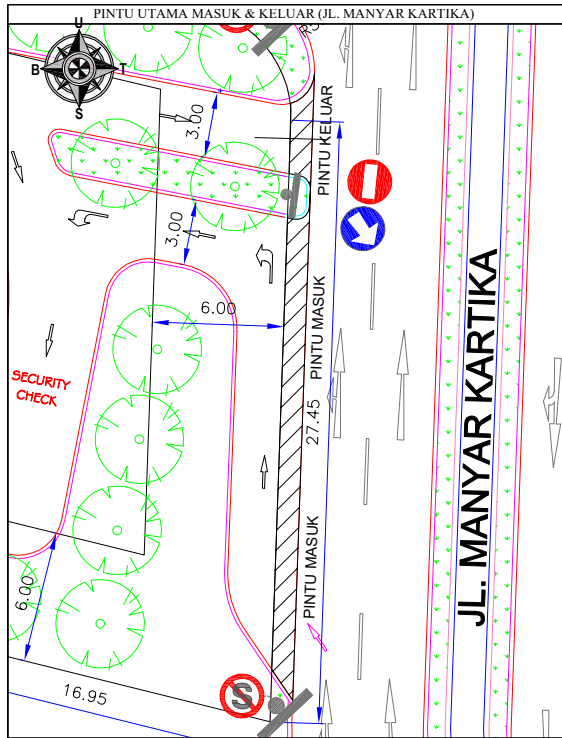 PINTU UTAMA MASUK & KELUAR (JL. MANYAR KARTIKA)
U
B
T
S
3.00
PINTU KELUAR
3.00
6.00
PINTU MASUK
27.45
SECURITY
CHECK
JL. MANYAR KARTIKA
PINTU MASUK
6.00
16.95
S